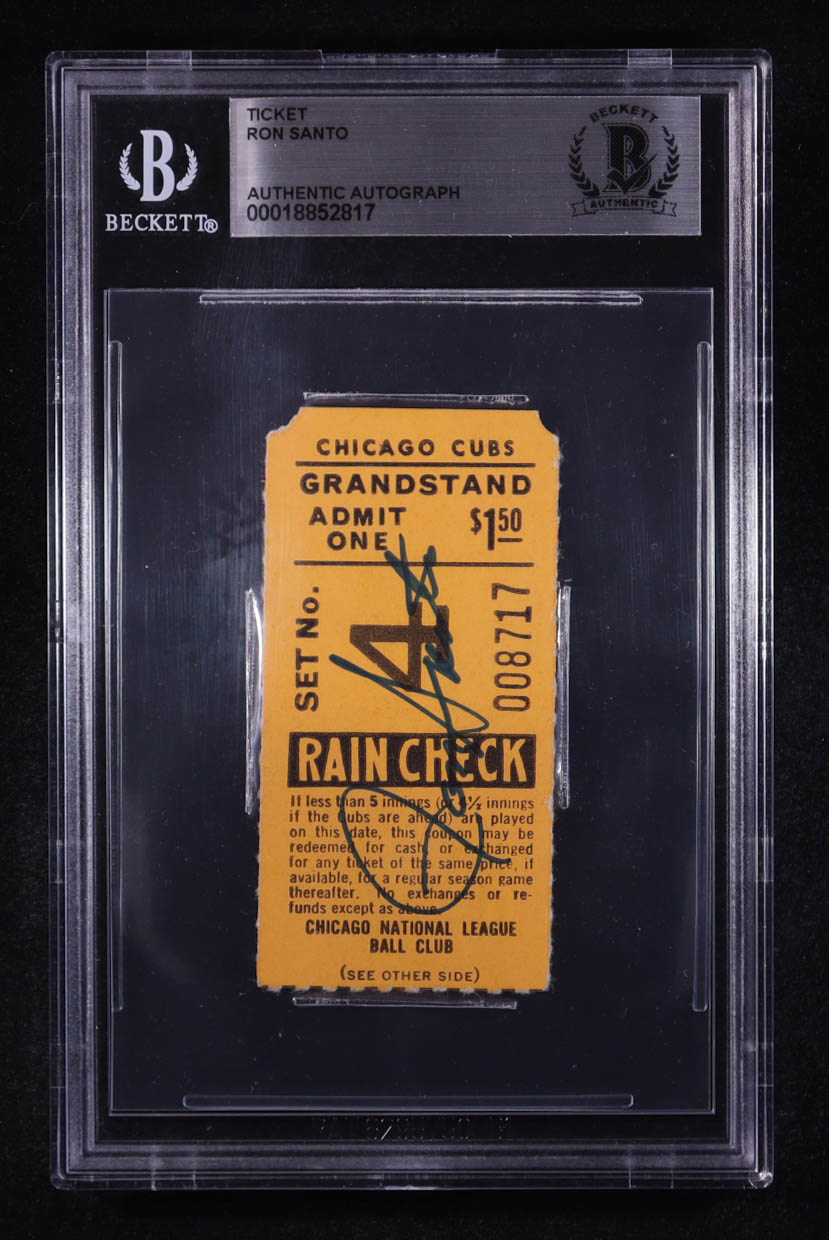 TICKET
RON SANTO
AUTHENTIC AUTOGRAPH
00018852817
B
BECKETT®
BECKETT
B
AUTHENTIC
CHICAGO CUBS
GRANDSTAND
ADMIT ONE $1.50
SET No. 4 008717
RAIN CHECK
If less than 5 innings (or 4½ innings
if the Cubs are ahead) are played
on this date, this coupon may be
redeemed for cash or exchanged
for any ticket of the same price, if
available, for a regular season game
thereafter. No exchanges or re-
funds except as above.
CHICAGO NATIONAL LEAGUE
BALL CLUB
(SEE OTHER SIDE)
Ron Santo